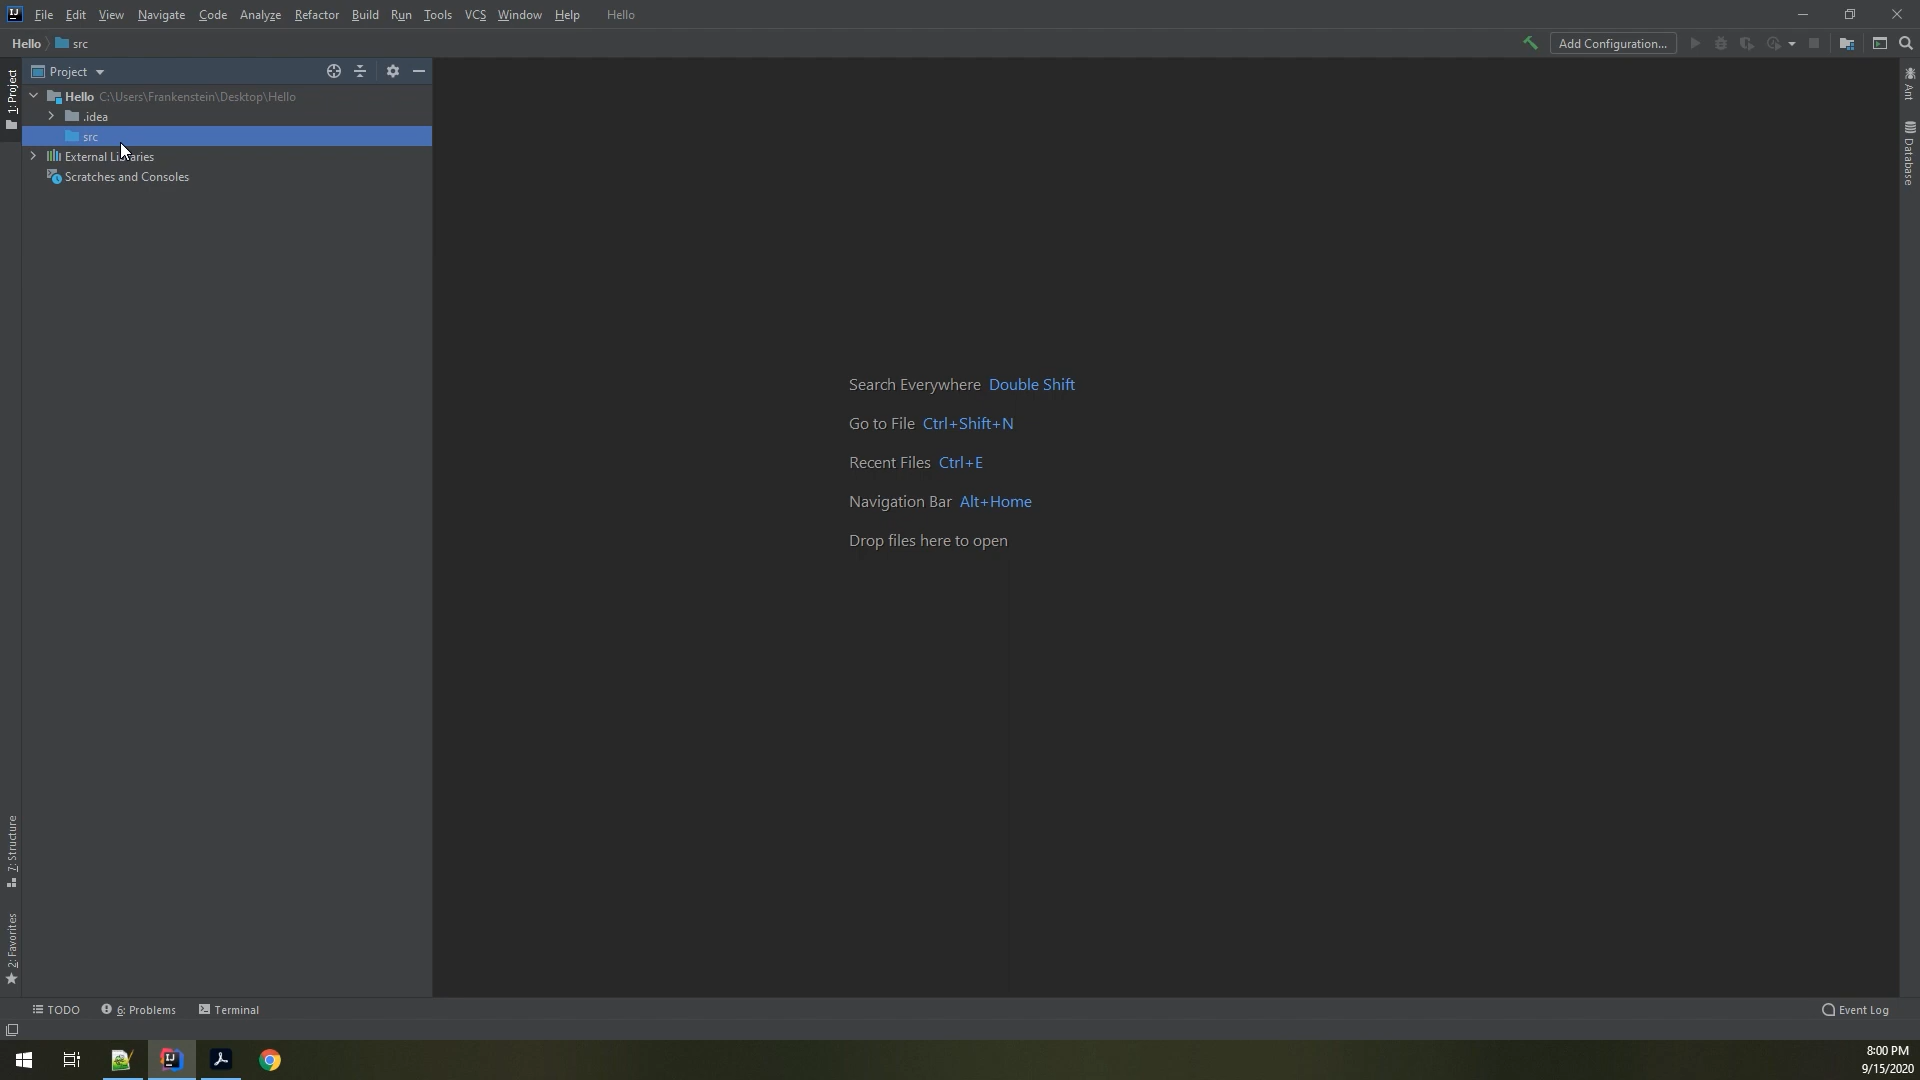 File Edit View Navigate Code Analyze Refactor Build Run Tools VCS Window Help Hello
Hello src Add Configuration...
1: Project
Project
Hello C:\Users\Frankenstein\Desktop\Hello
.idea
src
External Libraries
Scratches and Consoles
Search Everywhere Double Shift
Go to File Ctrl+Shift+N
Recent Files Ctrl+E
Navigation Bar Alt+Home
Drop files here to open
Ant
Database
7: Structure
2: Favorites
TODO 6: Problems Terminal Event Log
8:00 PM
9/15/2020